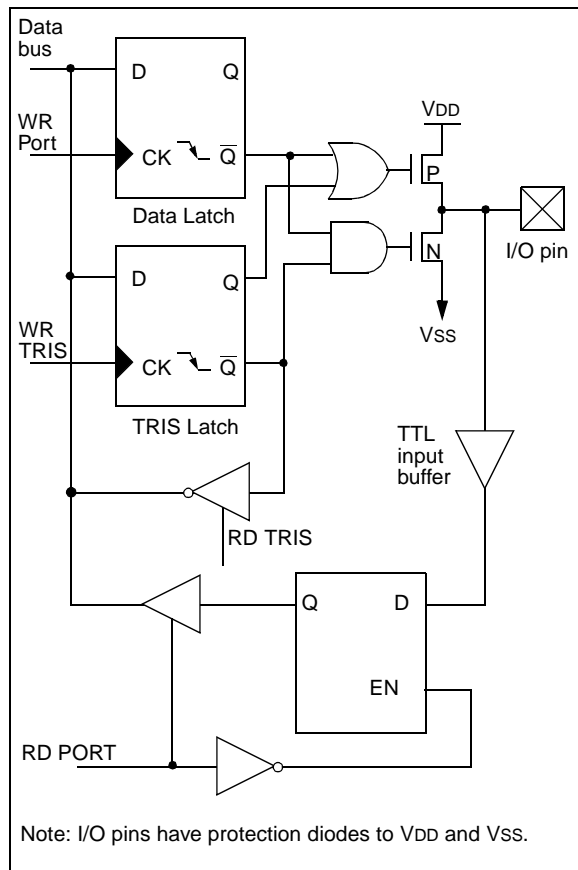 Data
bus
D Q
WR
Port
CK Q
Data Latch
VDD
P
N
I/O pin
VSS
D Q
WR
TRIS
CK Q
TRIS Latch
TTL
input
buffer
RD TRIS
Q D
EN
RD PORT
Note: I/O pins have protection diodes to VDD and VSS.